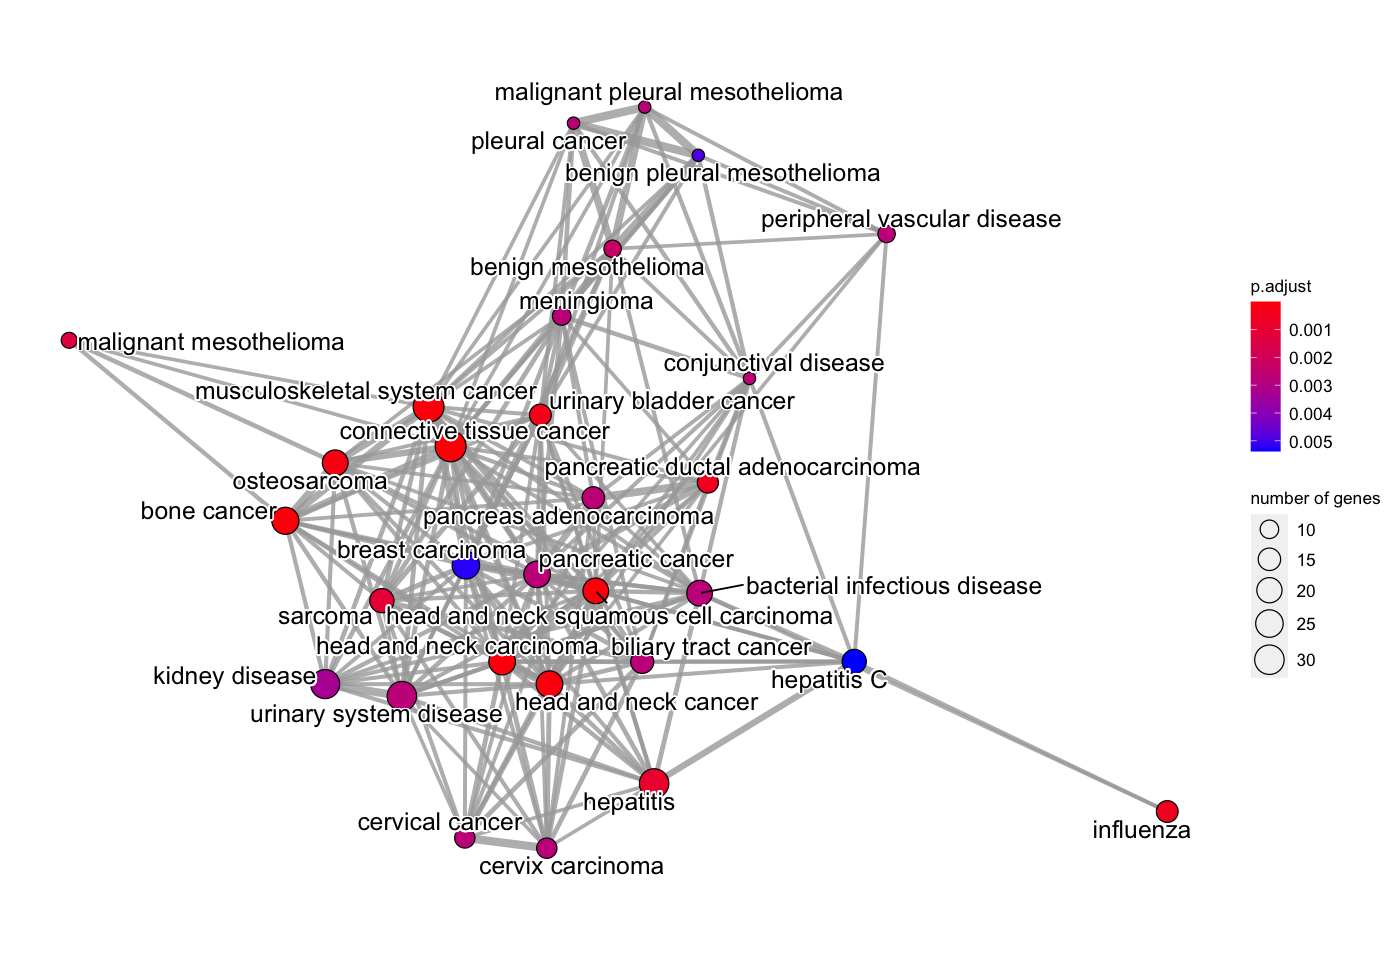 malignant pleural mesothelioma
pleural cancer
benign pleural mesothelioma
peripheral vascular disease
benign mesothelioma
meningioma
malignant mesothelioma
conjunctival disease
musculoskeletal system cancer
urinary bladder cancer
connective tissue cancer
pancreatic ductal adenocarcinoma
osteosarcoma
bone cancer
pancreas adenocarcinoma
breast carcinoma
pancreatic cancer
bacterial infectious disease
sarcoma
head and neck squamous cell carcinoma
head and neck carcinoma
biliary tract cancer
kidney disease
hepatitis C
urinary system disease
head and neck cancer
hepatitis
cervical cancer
influenza
cervix carcinoma
p.adjust
0.001
0.002
0.003
0.004
0.005
number of genes
10
15
20
25
30